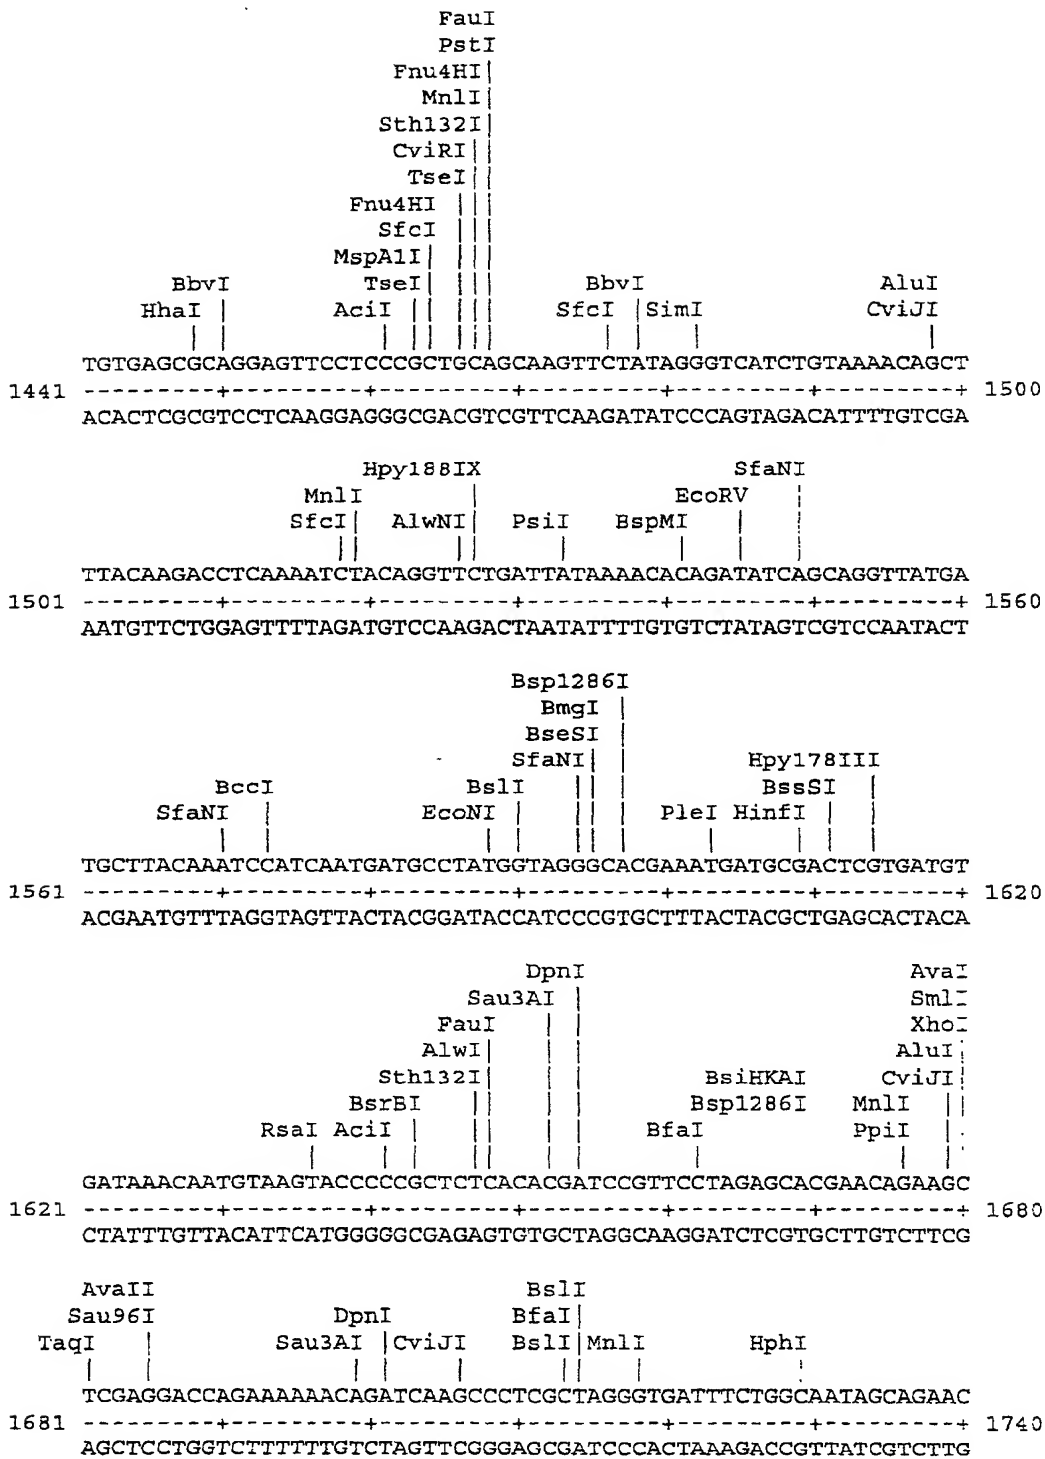 FauI
PstI
Fnu4HI
MnlI
Sth132I
CviRI
TseI
Fnu4HI
SfcI
MspA1I
BbvI TseI BbvI AluI
HhaI AciI SfcI SimI CviJI
TGTGAGCGCAGGAGTTCCTCCCGCTGCAGCAAGTTCTATAGGGTCATCTGTAAAACAGCT
1441 ---------+---------+---------+---------+---------+---------+ 1500
ACACTCGCGTCCTCAAGGAGGGCGACGTCGTTCAAGATATCCCAGTAGACATTTTGTCGA
Hpy188IX SfaNI
MnlI EcoRV
SfcI AlwNI PsiI BspMI
TTACAAGACCTCAAAATCTACAGGTTCTGATTATAAAACACAGATATCAGCAGGTTATGA
1501 ---------+---------+---------+---------+---------+---------+ 1560
AATGTTCTGGAGTTTTAGATGTCCAAGACTAATATTTTGTGTCTATAGTCGTCCAATACT
Bsp1286I
BmgI
BseSI
SfaNI Hpy178III
BccI BslI BssSI
SfaNI EcoNI PleI HinfI
TGCTTACAAATCCATCAATGATGCCTATGGTAGGGCACGAAATGATGCGACTCGTGATGT
1561 ---------+---------+---------+---------+---------+---------+ 1620
ACGAATGTTTAGGTAGTTACTACGGATACCATCCCGTGCTTTACTACGCTGAGCACTACA
DpnI AvaI
Sau3AI SmlI
FauI XhoI
AlwI AluI
Sth132I BsiHKAI CviJI
BsrBI Bsp1286I MnlI
RsaI AciI BfaI PpiI
GATAAACAATGTAAGTACCCCCGCTCTCACACGATCCGTTCCTAGAGCACGAACAGAAGC
1621 ---------+---------+---------+---------+---------+---------+ 1680
CTATTTGTTACATTCATGGGGGCGAGAGTGTGCTAGGCAAGGATCTCGTGCTTGTCTTCG
AvaII BslI
Sau96I DpnI BfaI
TaqI Sau3AI CviJI BslI MnlI HphI
TCGAGGACCAGAAAAAACAGATCAAGCCCTCGCTAGGGTGATTTCTGGCAATAGCAGAAC
1681 ---------+---------+---------+---------+---------+---------+ 1740
AGCTCCTGGTCTTTTTTGTCTAGTTCGGGAGCGATCCCACTAAAGACCGTTATCGTCTTG